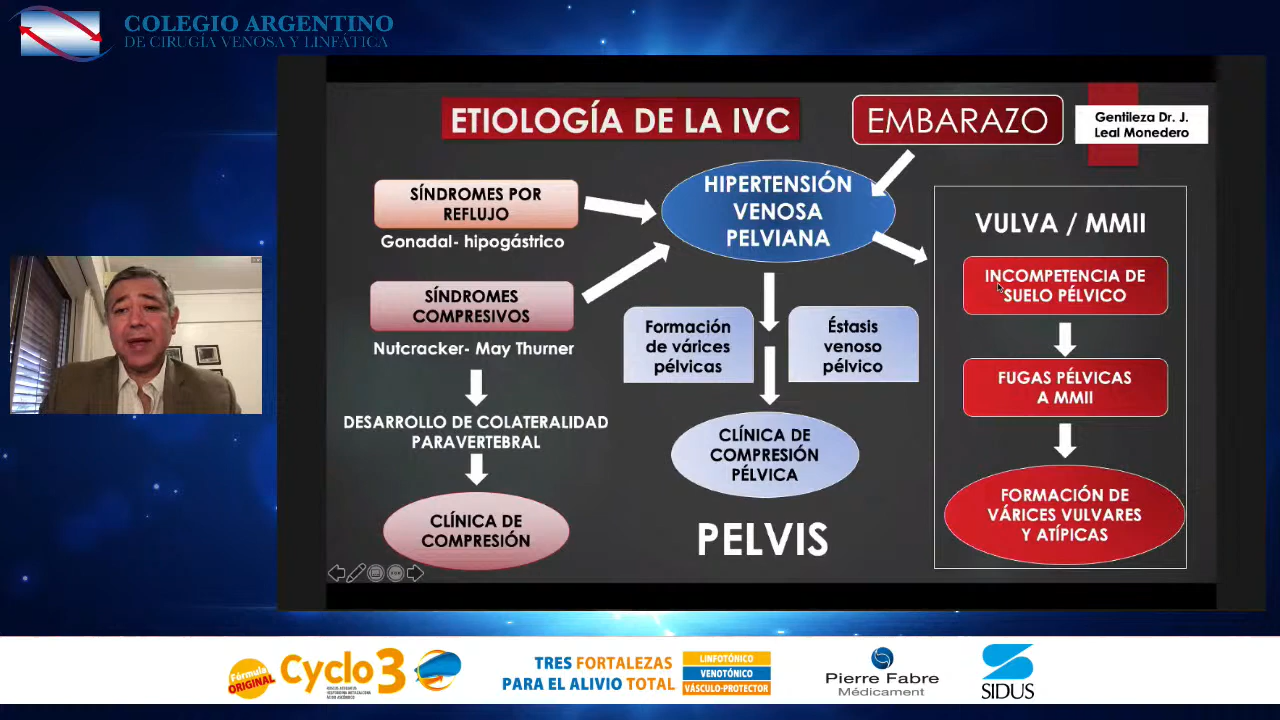 COLEGIO ARGENTINO
DE CIRUGÍA VENOSA Y LINFÁTICA
ETIOLOGÍA DE LA IVC
EMBARAZO
Gentileza Dr. J.
Leal Monedero
SÍNDROMES POR
REFLUJO
Gonadal- hipogástrico
SÍNDROMES
COMPRESIVOS
Nutcracker- May Thurner
DESARROLLO DE COLATERALIDAD
PARAVERTEBRAL
CLÍNICA DE
COMPRESIÓN
HIPERTENSIÓN
VENOSA
PELVIANA
Formación
de várices
pélvicas
Éstasis
venoso
pélvico
CLÍNICA DE
COMPRESIÓN
PÉLVICA
PELVIS
VULVA / MMII
INCOMPETENCIA DE
SUELO PÉLVICO
FUGAS PÉLVICAS
A MMII
FORMACIÓN DE
VÁRICES VULVARES
Y ATÍPICAS
Fórmula
ORIGINAL
Cyclo 3
TRES FORTALEZAS
PARA EL ALIVIO TOTAL
LINFOTÓNICO
VENOTÓNICO
VÁSCULO-PROTECTOR
Pierre Fabre
Médicament
SIDUS